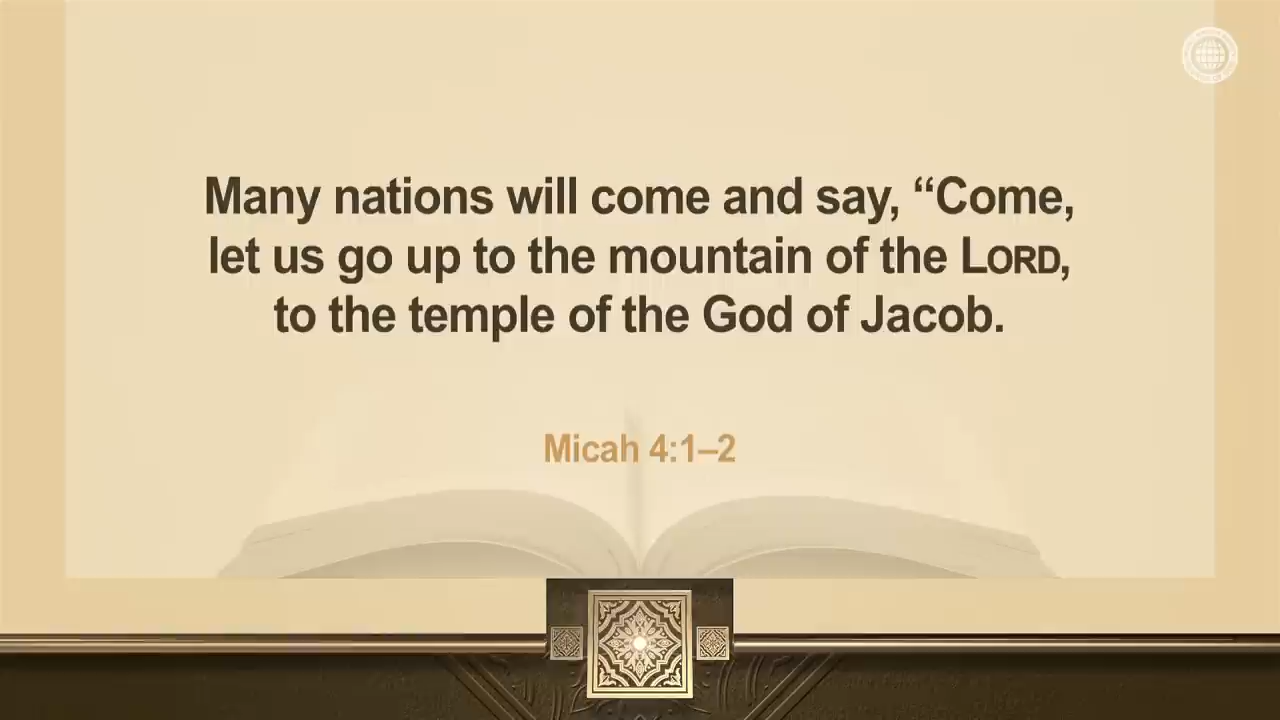 Many nations will come and say, “Come,
let us go up to the mountain of the LORD,
to the temple of the God of Jacob.
Micah 4:1–2